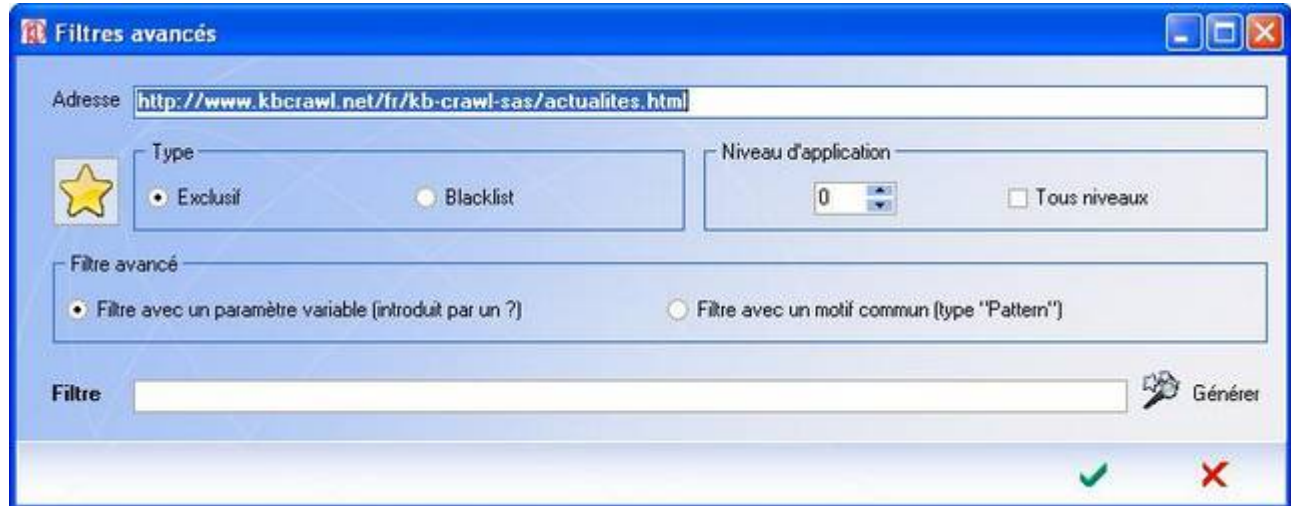 Filtres avancés
Adresse http://www.kbcrawl.net/fr/kb-crawl-sas/actualites.html
Type
Exclusif Blacklist
Niveau d'application
0 Tous niveaux
Filtre avancé
Filtre avec un paramètre variable (introduit par un ?) Filtre avec un motif commun (type "Pattern")
Filtre Générer